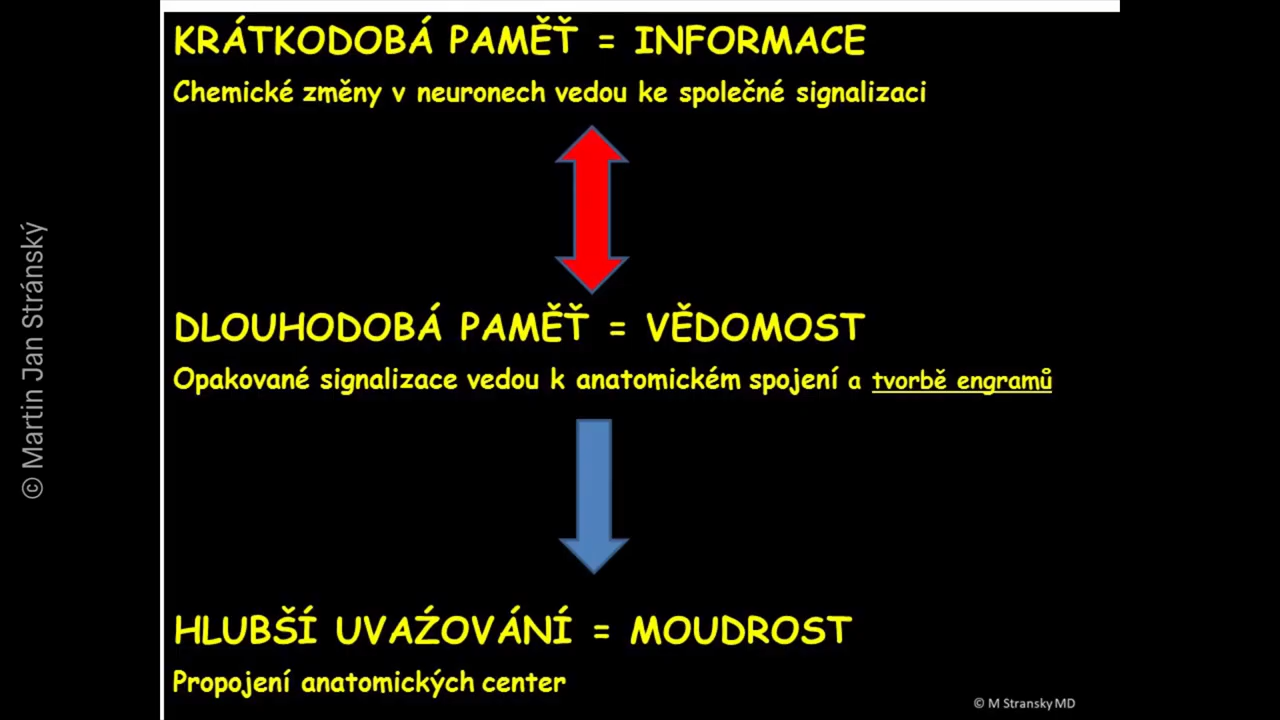 KRÁTKODOBÁ PAMĚŤ = INFORMACE
Chemické změny v neuronech vedou ke společné signalizaci
DLOUHODOBÁ PAMĚŤ = VĚDOMOST
Opakované signalizace vedou k anatomickém spojení a tvorbě engramů
HLUBŠÍ UVAŹOVÁNÍ = MOUDROST
Propojení anatomických center
© M Stransky MD
© Martin Jan Stránský